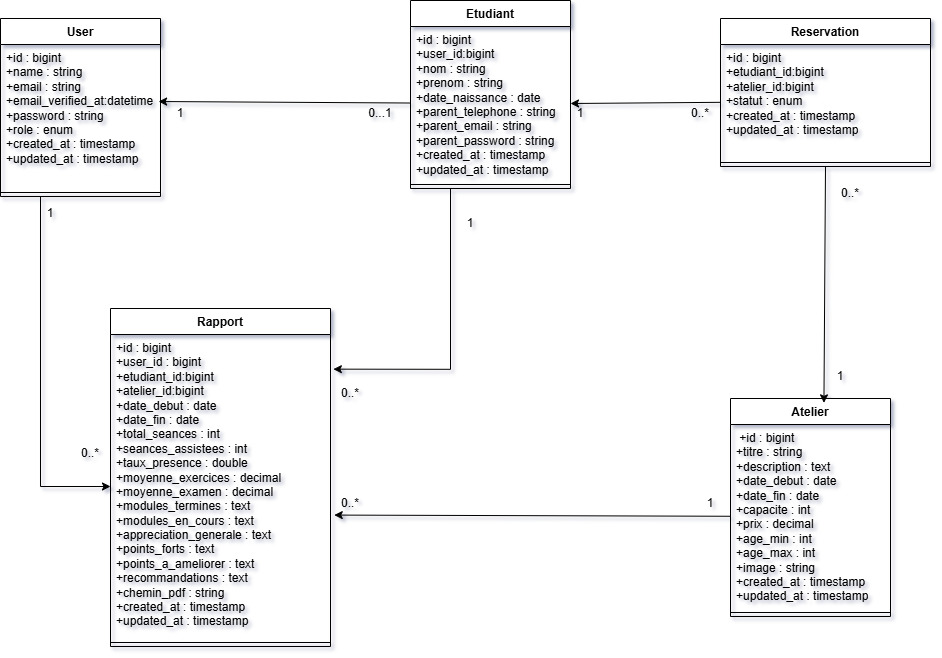 User
+id : bigint
+name : string
+email : string
+email_verified_at:datetime
+password : string
+role : enum
+created_at : timestamp
+updated_at : timestamp
Etudiant
+id : bigint
+user_id:bigint
+nom : string
+prenom : string
+date_naissance : date
+parent_telephone : string
+parent_email : string
+parent_password : string
+created_at : timestamp
+updated_at : timestamp
Reservation
+id : bigint
+etudiant_id:bigint
+atelier_id:bigint
+statut : enum
+created_at : timestamp
+updated_at : timestamp
1
0...1
1
0..*
1
1
0..*
0..*
0..*
1
0..*
1
Rapport
+id : bigint
+user_id : bigint
+etudiant_id:bigint
+atelier_id:bigint
+date_debut : date
+date_fin : date
+total_seances : int
+seances_assistees : int
+taux_presence : double
+moyenne_exercices : decimal
+moyenne_examen : decimal
+modules_termines : text
+modules_en_cours : text
+appreciation_generale : text
+points_forts : text
+points_a_ameliorer : text
+recommandations : text
+chemin_pdf : string
+created_at : timestamp
+updated_at : timestamp
Atelier
+id : bigint
+titre : string
+description : text
+date_debut : date
+date_fin : date
+capacite : int
+prix : decimal
+age_min : int
+age_max : int
+image : string
+created_at : timestamp
+updated_at : timestamp